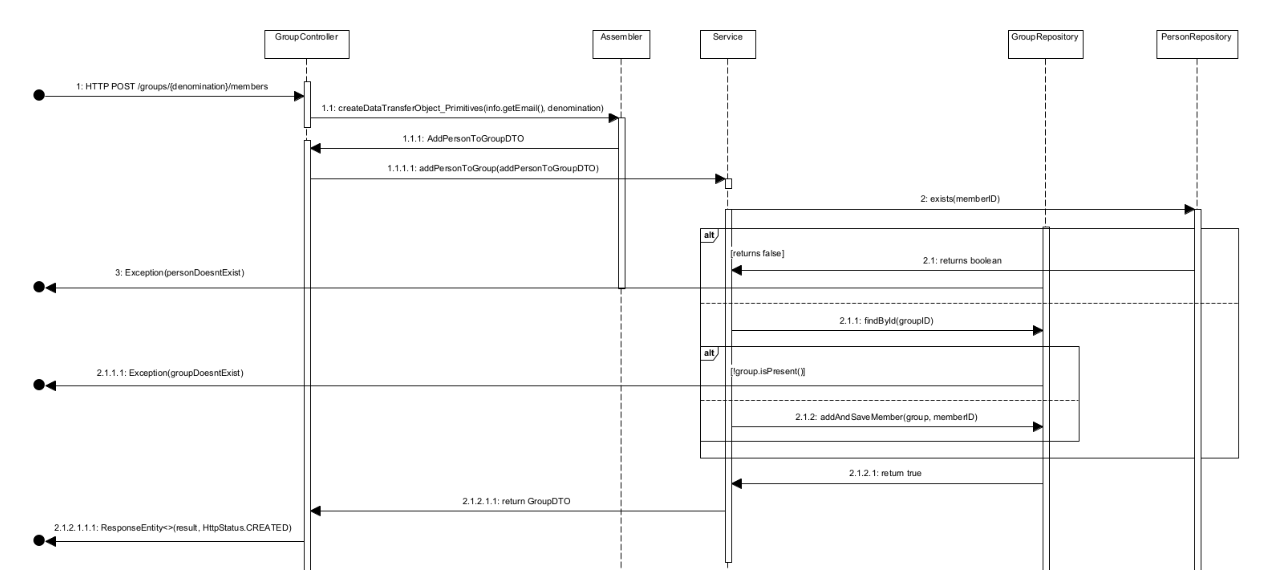 GroupController
Assembler
Service
GroupRepository
PersonRepository
1: HTTP POST /groups/{denomination}/members
1.1: createDataTransferObject_Primitives(info.getEmail(), denomination)
1.1.1: AddPersonToGroupDTO
1.1.1.1: addPersonToGroup(addPersonToGroupDTO)
2: exists(memberID)
alt
[returns false]
2.1: returns boolean
3: Exception(personDoesntExist)
2.1.1: findById(groupID)
alt
[!group.isPresent()]
2.1.1.1: Exception(groupDoesntExist)
2.1.2: addAndSaveMember(group, memberID)
2.1.2.1: return true
2.1.2.1.1: return GroupDTO
2.1.2.1.1.1: ResponseEntity<>(result, HttpStatus.CREATED)